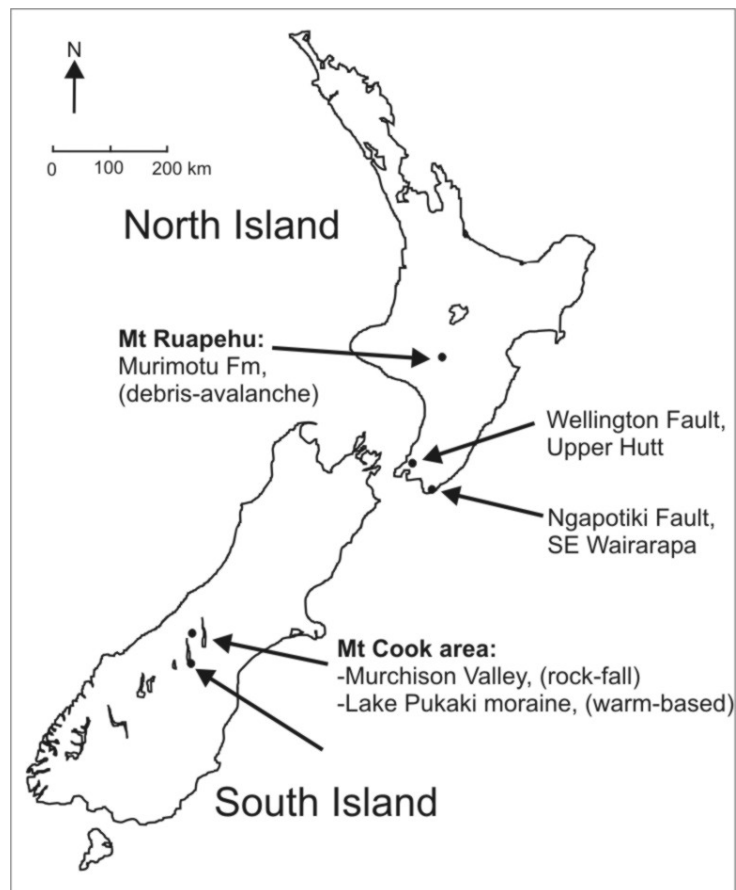 N
0 100 200 km
North Island
Mt Ruapehu:
Murimotu Fm,
(debris-avalanche)
Wellington Fault,
Upper Hutt
Ngapotiki Fault,
SE Wairarapa
Mt Cook area:
-Murchison Valley, (rock-fall)
-Lake Pukaki moraine, (warm-based)
South Island